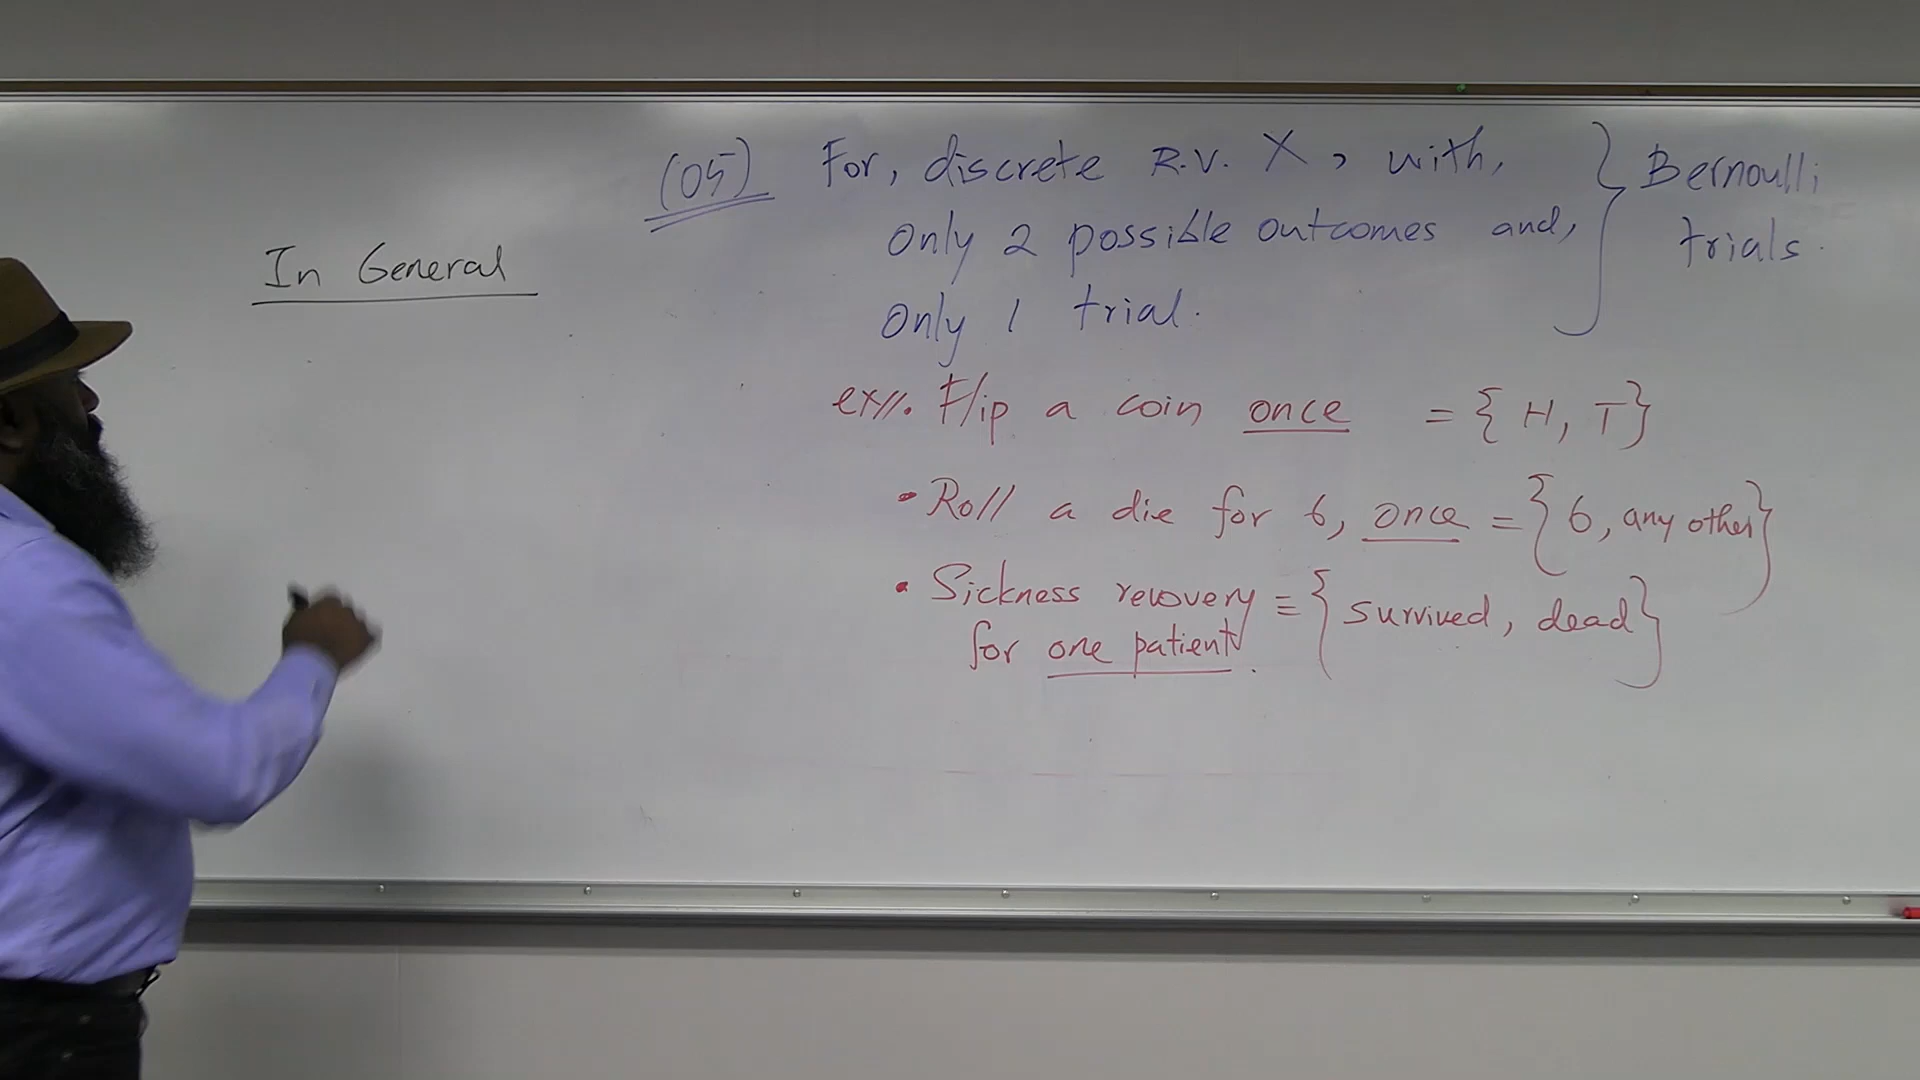 In General
(05) For, discrete R.V. X, with,
Only 2 possible outcomes and,
Only 1 trial.
} Bernoulli
trials.
ex//. Flip a coin once = { H, T}
• Roll a die for 6, once = {6, any other}
• Sickness recovery = { survived, dead}
for one patient.